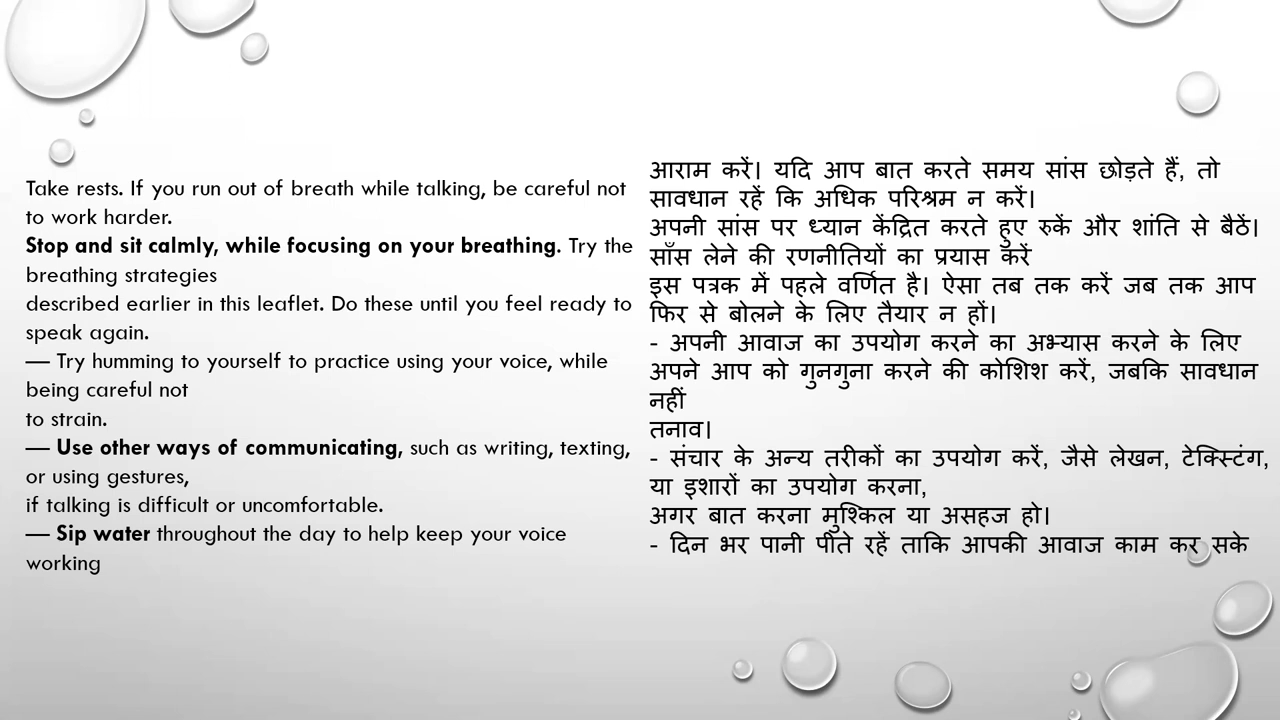 Take rests. If you run out of breath while talking, be careful not
to work harder.
Stop and sit calmly, while focusing on your breathing. Try the
breathing strategies
described earlier in this leaflet. Do these until you feel ready to
speak again.
— Try humming to yourself to practice using your voice, while
being careful not
to strain.
— Use other ways of communicating, such as writing, texting,
or using gestures,
if talking is difficult or uncomfortable.
— Sip water throughout the day to help keep your voice
working
आराम करें। यदि आप बात करते समय सांस छोड़ते हैं, तो
सावधान रहें कि अधिक परिश्रम न करें।
अपनी सांस पर ध्यान केंद्रित करते हुए रुकें और शांति से बैठें।
साँस लेने की रणनीतियों का प्रयास करें
इस पत्रक में पहले वर्णित है। ऐसा तब तक करें जब तक आप
फिर से बोलने के लिए तैयार न हों।
- अपनी आवाज का उपयोग करने का अभ्यास करने के लिए
अपने आप को गुनगुना करने की कोशिश करें, जबकि सावधान
नहीं
तनाव।
- संचार के अन्य तरीकों का उपयोग करें, जैसे लेखन, टेक्स्टिंग,
या इशारों का उपयोग करना,
अगर बात करना मुश्किल या असहज हो।
- दिन भर पानी पीते रहें ताकि आपकी आवाज काम कर सके